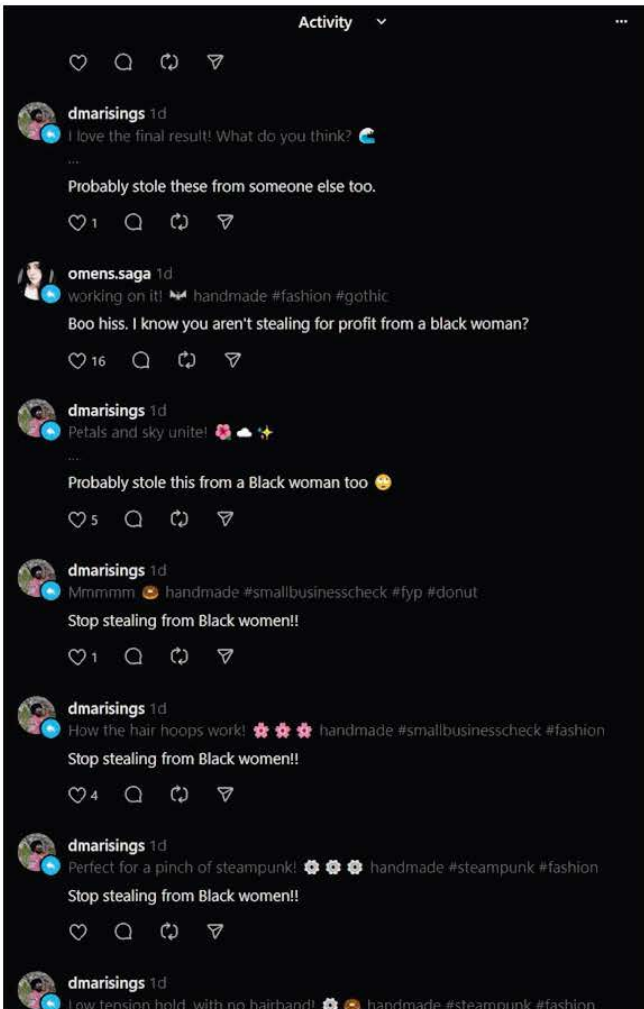 Activity
dmarisings 1d
I love the final result! What do you think? 🌊
...
Probably stole these from someone else too.
1
omens.saga 1d
working on it! 🦇 handmade #fashion #gothic
Boo hiss. I know you aren't stealing for profit from a black woman?
16
dmarisings 1d
Petals and sky unite! 🌺 ☁️ ✨
...
Probably stole this from a Black woman too 🙄
5
dmarisings 1d
Mmmmm 🍩 handmade #smallbusinesscheck #fyp #donut
Stop stealing from Black women!!
1
dmarisings 1d
How the hair hoops work! 🌸 🌸 🌸 handmade #smallbusinesscheck #fashion
Stop stealing from Black women!!
4
dmarisings 1d
Perfect for a pinch of steampunk! ⚙️ ⚙️ ⚙️ handmade #steampunk #fashion
Stop stealing from Black women!!
dmarisings 1d
Low tension hold, with no hairband! ⚙️ 🍩 handmade #steampunk #fashion